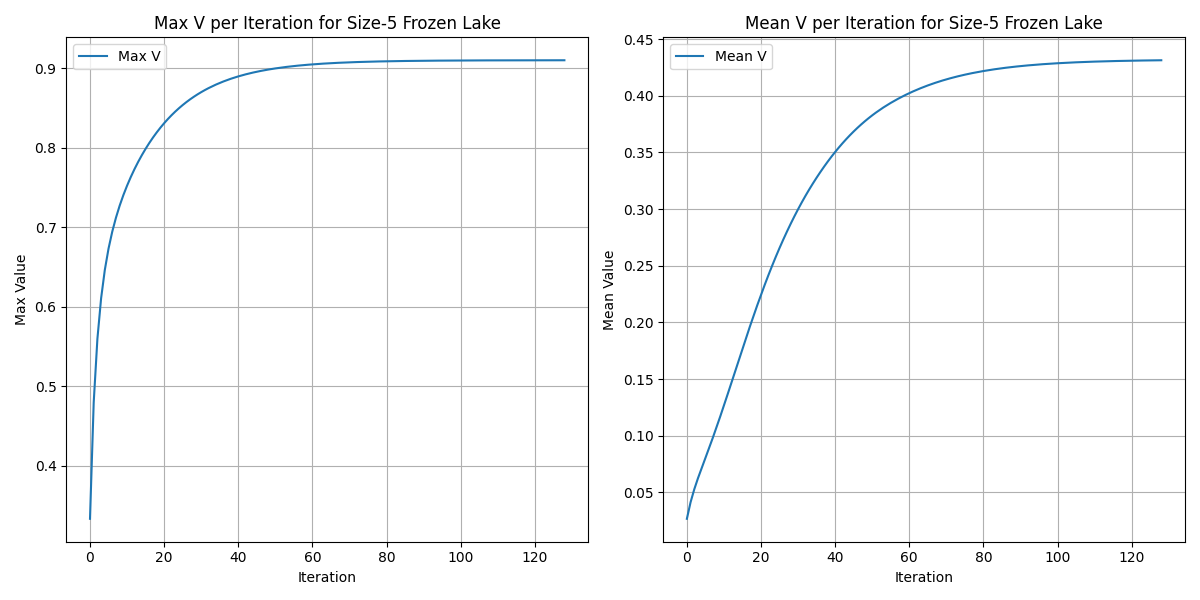 Max V per Iteration for Size-5 Frozen Lake
Max V
Max Value
0.9
0.8
0.7
0.6
0.5
0.4
0 20 40 60 80 100 120
Iteration
Mean V per Iteration for Size-5 Frozen Lake
Mean V
Mean Value
0.45
0.40
0.35
0.30
0.25
0.20
0.15
0.10
0.05
0 20 40 60 80 100 120
Iteration